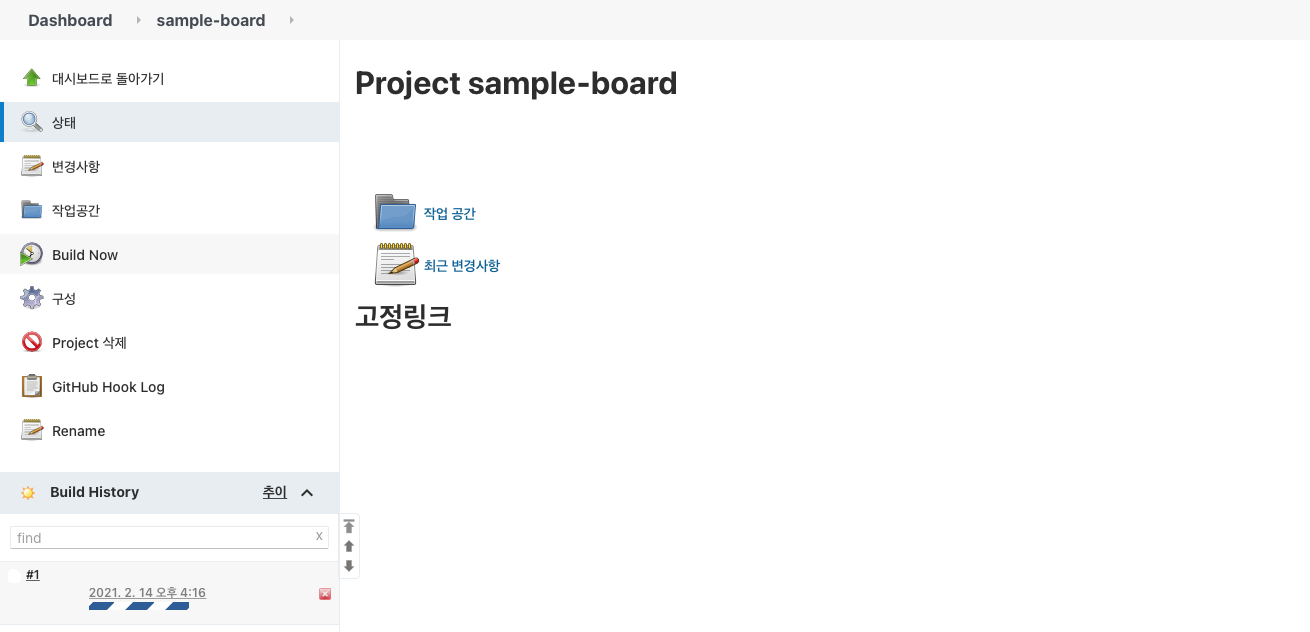 Dashboard sample-board
대시보드로 돌아가기
상태
변경사항
작업공간
Build Now
구성
Project 삭제
GitHub Hook Log
Rename
Build History 추이
find X
#1
2021. 2. 14 오후 4:16
Project sample-board
작업 공간
최근 변경사항
고정링크